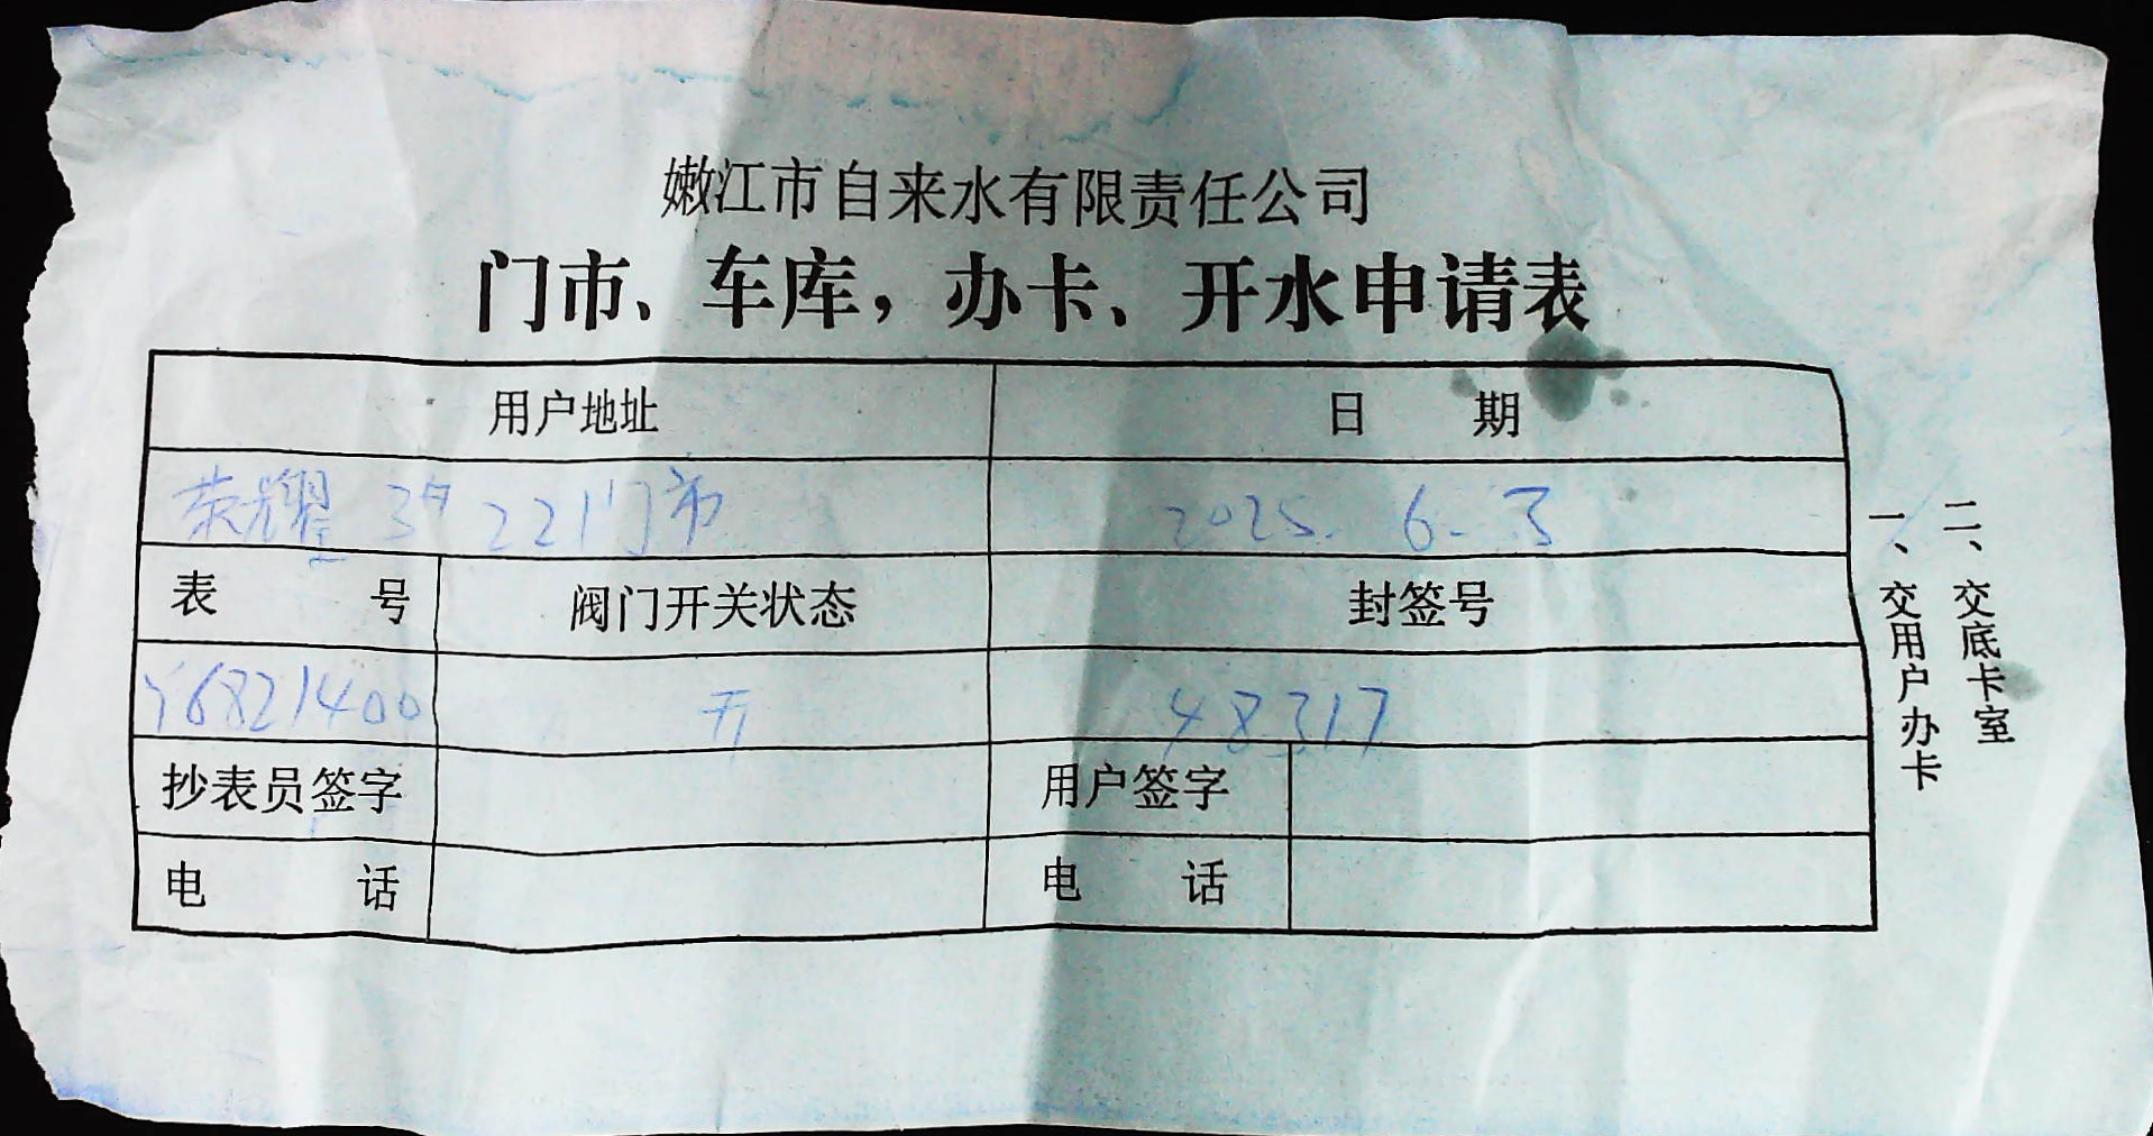 嫩江市自来水有限责任公司
门市、车库，办卡、开水申请表
用户地址 日 期
荣耀 3# 22门市 2025. 6. 3
表 号 阀门开关状态 封签号
Y6821400 开 48317
抄表员签字 用户签字
电 话 电 话
一、交用户办卡
二、交底卡室